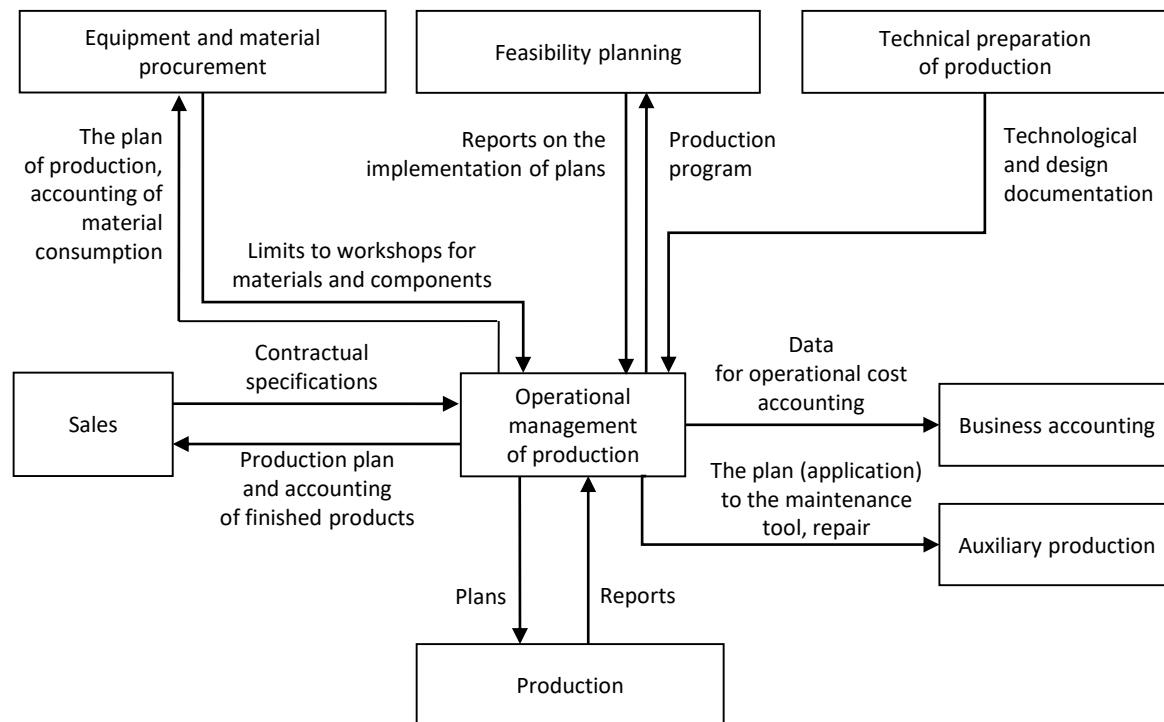 Equipment and material
procurement
Feasibility planning
Technical preparation
of production
The plan
of production,
accounting of
material
consumption
Reports on the
implementation of plans
Production
program
Technological
and design
documentation
Limits to workshops for
materials and components
Contractual
specifications
Data
for operational cost
accounting
Sales
Operational
management
of production
Business accounting
Production plan
and accounting
of finished products
The plan (application)
to the maintenance
tool, repair
Auxiliary production
Plans
Reports
Production